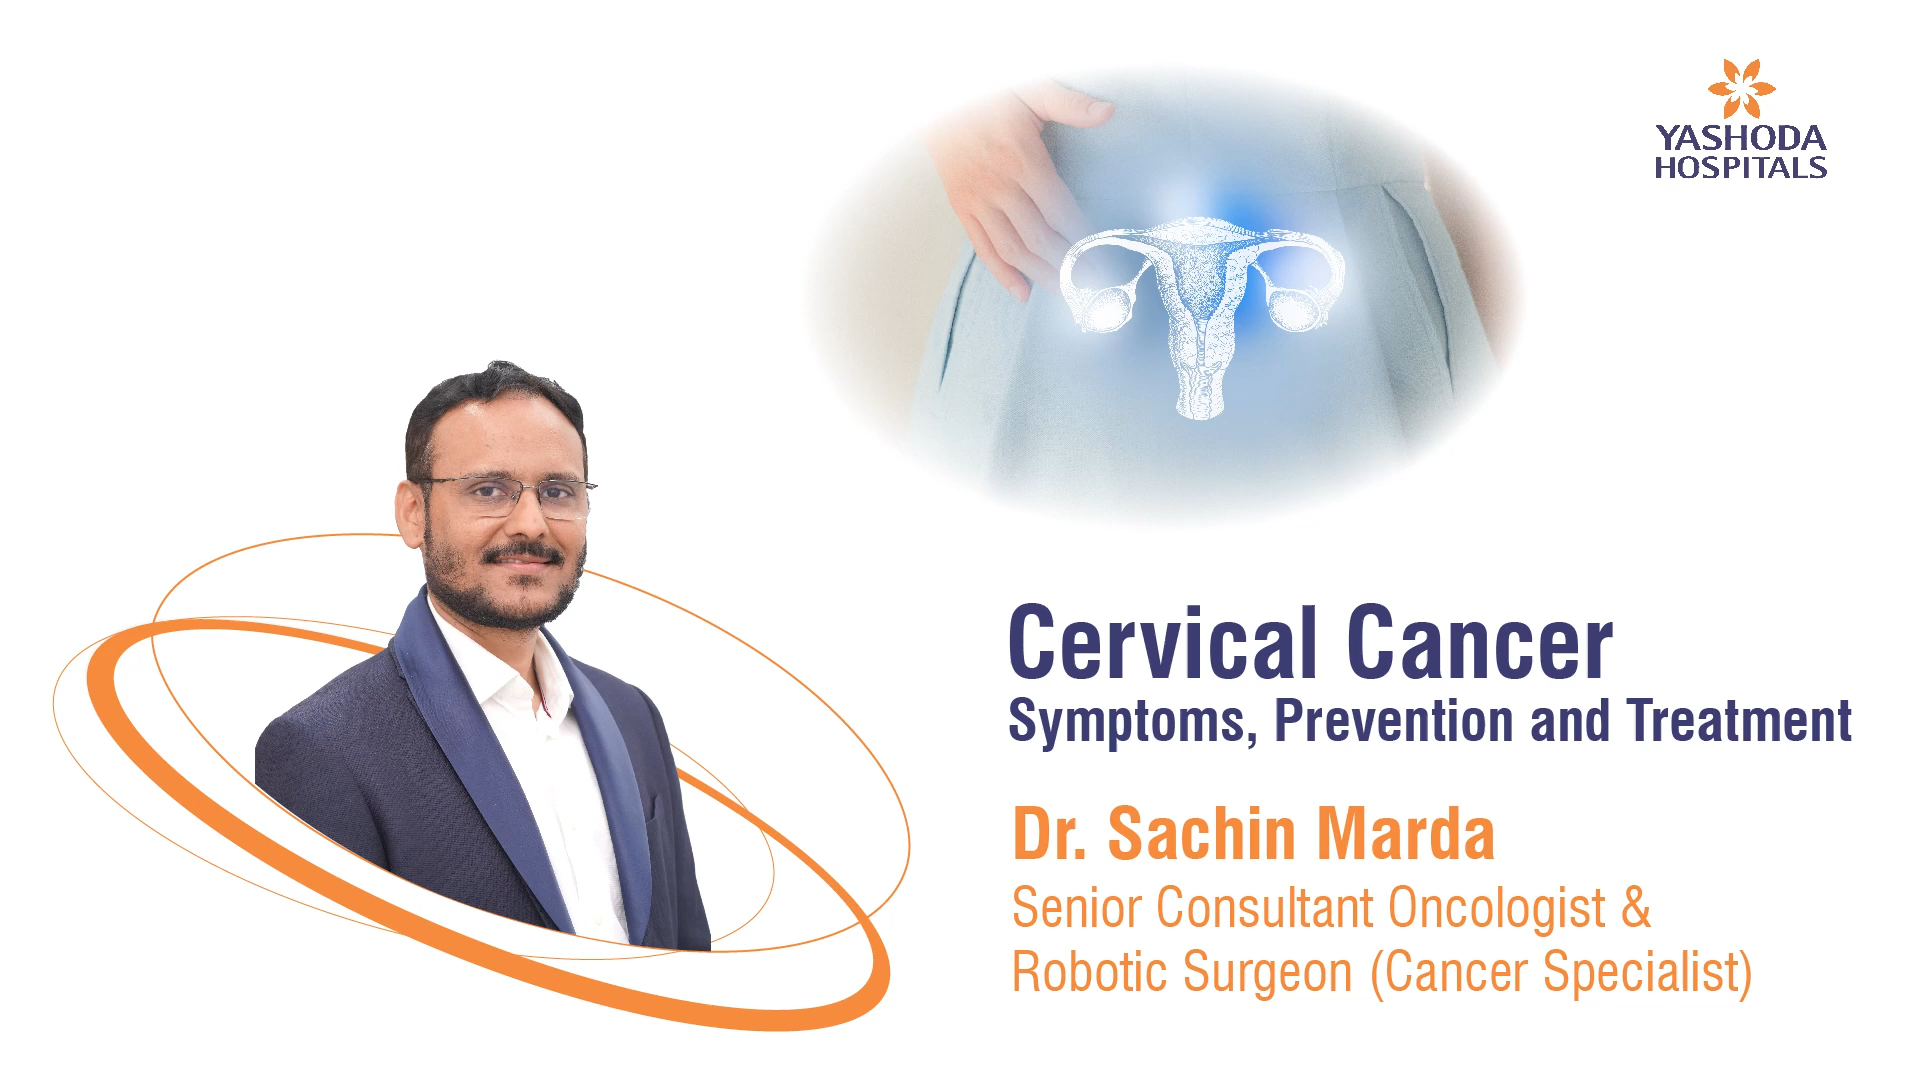 YASHODA
HOSPITALS
Cervical Cancer
Symptoms, Prevention and Treatment
Dr. Sachin Marda
Senior Consultant Oncologist &
Robotic Surgeon (Cancer Specialist)